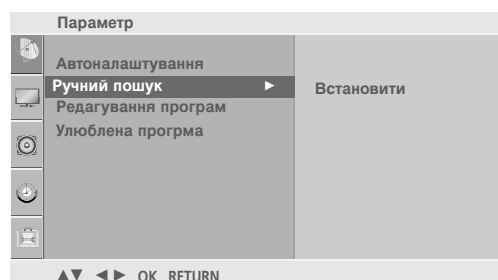 Параметр
Автоналаштування
Ручний пошук ►
Встановити
Редагування програм
Улюблена прогрма
▲▼ ◄► OK RETURN